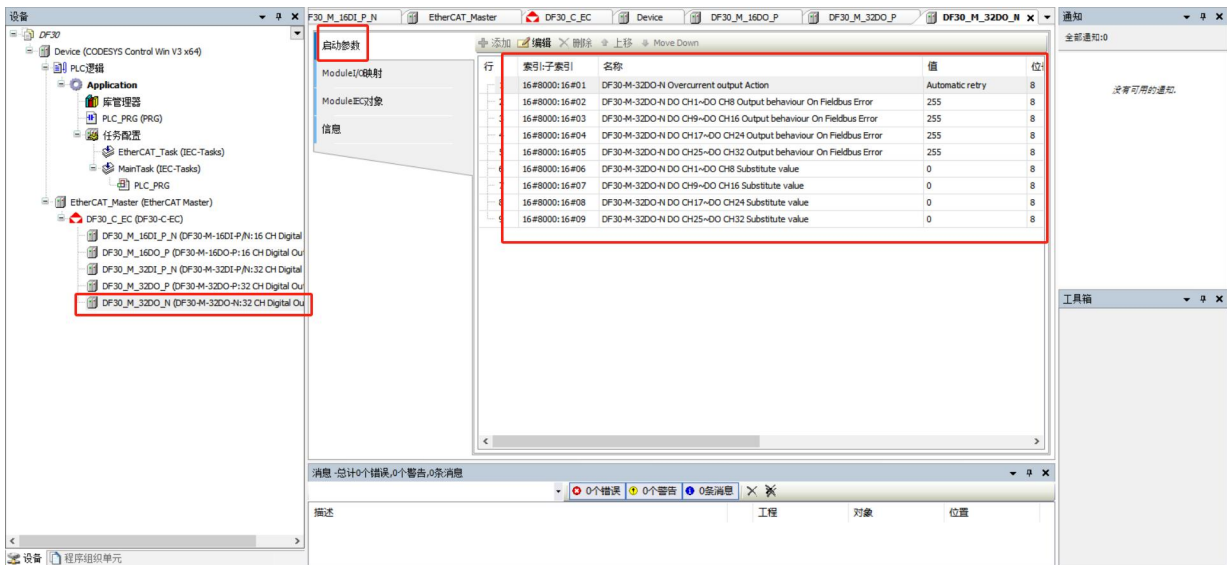 设备
DF30
Device (CODESYS Control Win V3 x64)
PLC逻辑
Application
库管理器
PLC_PRG (PRG)
任务配置
EtherCAT_Task (IEC-Tasks)
MainTask (IEC-Tasks)
PLC_PRG
EtherCAT_Master (EtherCAT Master)
DF30_C_EC (DF30-C-EC)
DF30_M_16DI_P_N (DF30-M-16DI-P/N:16 CH Digital
DF30_M_16DO_P (DF30-M-16DO-P:16 CH Digital Ou
DF30_M_32DI_P_N (DF30-M-32DI-P/N:32 CH Digital
DF30_M_32DO_P (DF30-M-32DO-P:32 CH Digital Ou
DF30_M_32DO_N (DF30-M-32DO-N:32 CH Digital Ou
设备 程序组织单元
F30_M_16DI_P_N EtherCAT_Master DF30_C_EC Device DF30_M_16DO_P DF30_M_32DO_P DF30_M_32DO_N
启动参数
ModuleI/O映射
ModuleIEC对象
信息
添加 编辑 删除 上移 Move Down
行 索引:子索引 名称 值
1 16#8000:16#01 DF30-M-32DO-N Overcurrent output Action Automatic retry 8
2 16#8000:16#02 DF30-M-32DO-N DO CH1~DO CH8 Output behaviour On Fieldbus Error 255 8
3 16#8000:16#03 DF30-M-32DO-N DO CH9~DO CH16 Output behaviour On Fieldbus Error 255 8
4 16#8000:16#04 DF30-M-32DO-N DO CH17~DO CH24 Output behaviour On Fieldbus Error 255 8
5 16#8000:16#05 DF30-M-32DO-N DO CH25~DO CH32 Output behaviour On Fieldbus Error 255 8
6 16#8000:16#06 DF30-M-32DO-N DO CH1~DO CH8 Substitute value 0 8
7 16#8000:16#07 DF30-M-32DO-N DO CH9~DO CH16 Substitute value 0 8
8 16#8000:16#08 DF30-M-32DO-N DO CH17~DO CH24 Substitute value 0 8
9 16#8000:16#09 DF30-M-32DO-N DO CH25~DO CH32 Substitute value 0 8
消息 -总计0个错误,0个警告,0条消息
0个错误 0个警告 0条消息
描述 工程 对象 位置
通知
全部通知:0
没有可用的通知.
工具箱